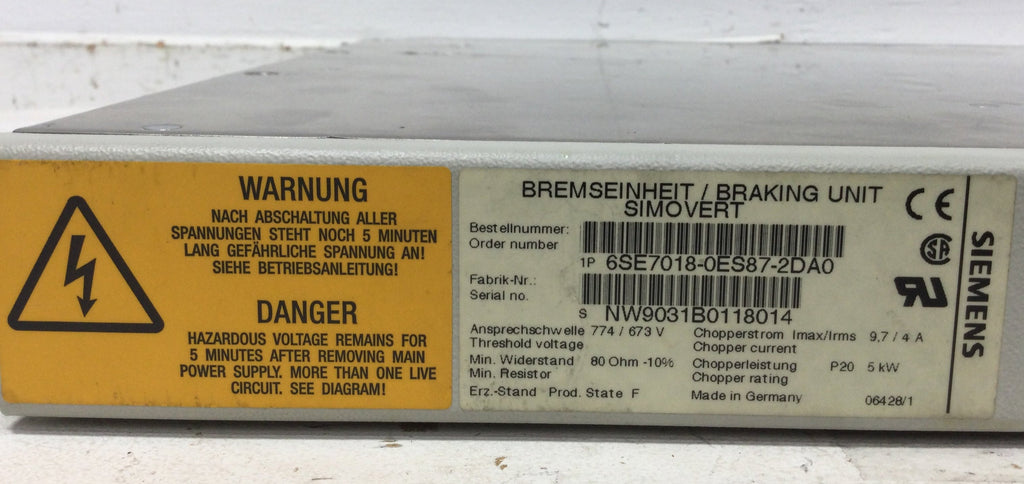 WARNUNG
NACH ABSCHALTUNG ALLER
SPANNUNGEN STEHT NOCH 5 MINUTEN
LANG GEFÄHRLICHE SPANNUNG AN!
SIEHE BETRIEBSANLEITUNG!
DANGER
HAZARDOUS VOLTAGE REMAINS FOR
5 MINUTES AFTER REMOVING MAIN
POWER SUPPLY. MORE THAN ONE LIVE
CIRCUIT. SEE DIAGRAM!
BREMSEINHEIT / BRAKING UNIT
SIMOVERT
Bestellnummer:
Order number
1P 6SE7018-0ES87-2DA0
Fabrik-Nr.:
Serial no.
S NW9031B0118014
Ansprechschwelle 774 / 673 V
Threshold voltage
Min. Widerstand 80 Ohm -10%
Min. Resistor
Erz.-Stand Prod. State F
Chopperstrom Imax/Irms 9,7 / 4 A
Chopper current
Chopperleistung P20 5 kW
Chopper rating
Made in Germany 06428/1
CE
SA
RU
SIEMENS